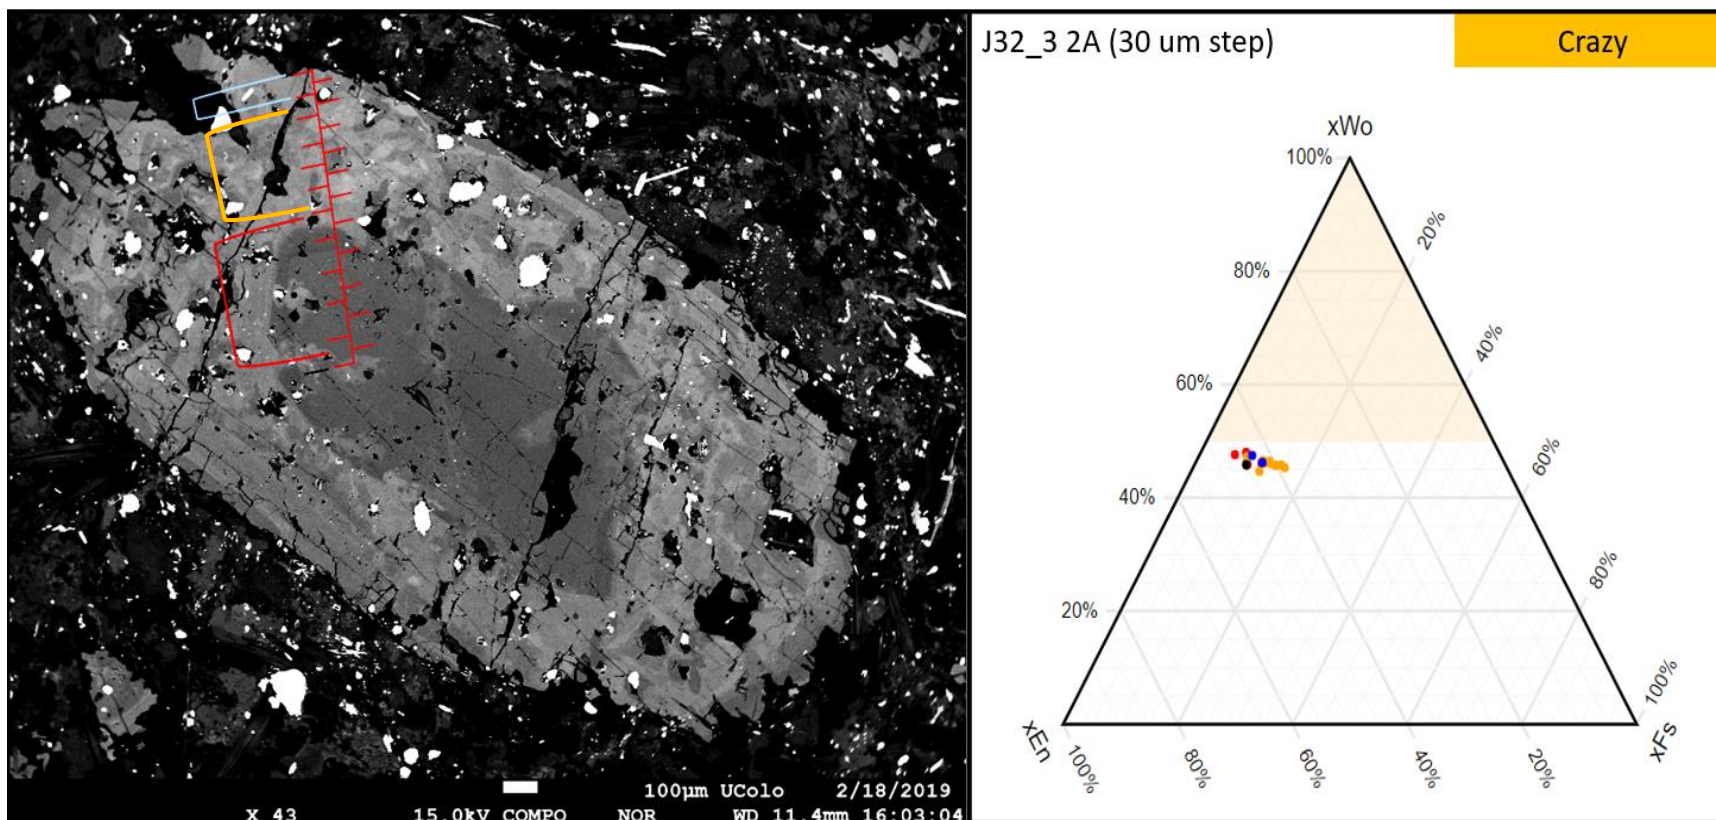 J32_3 2A (30 um step)
Crazy
xWo
100%
80%
60%
40%
20%
20%
40%
60%
80%
100%
xEn
xFs
100%
80%
60%
40%
20%
100µm UColo 2/18/2019
X 43 15.0kV COMPO NOR WD 11.4mm 16:03:04